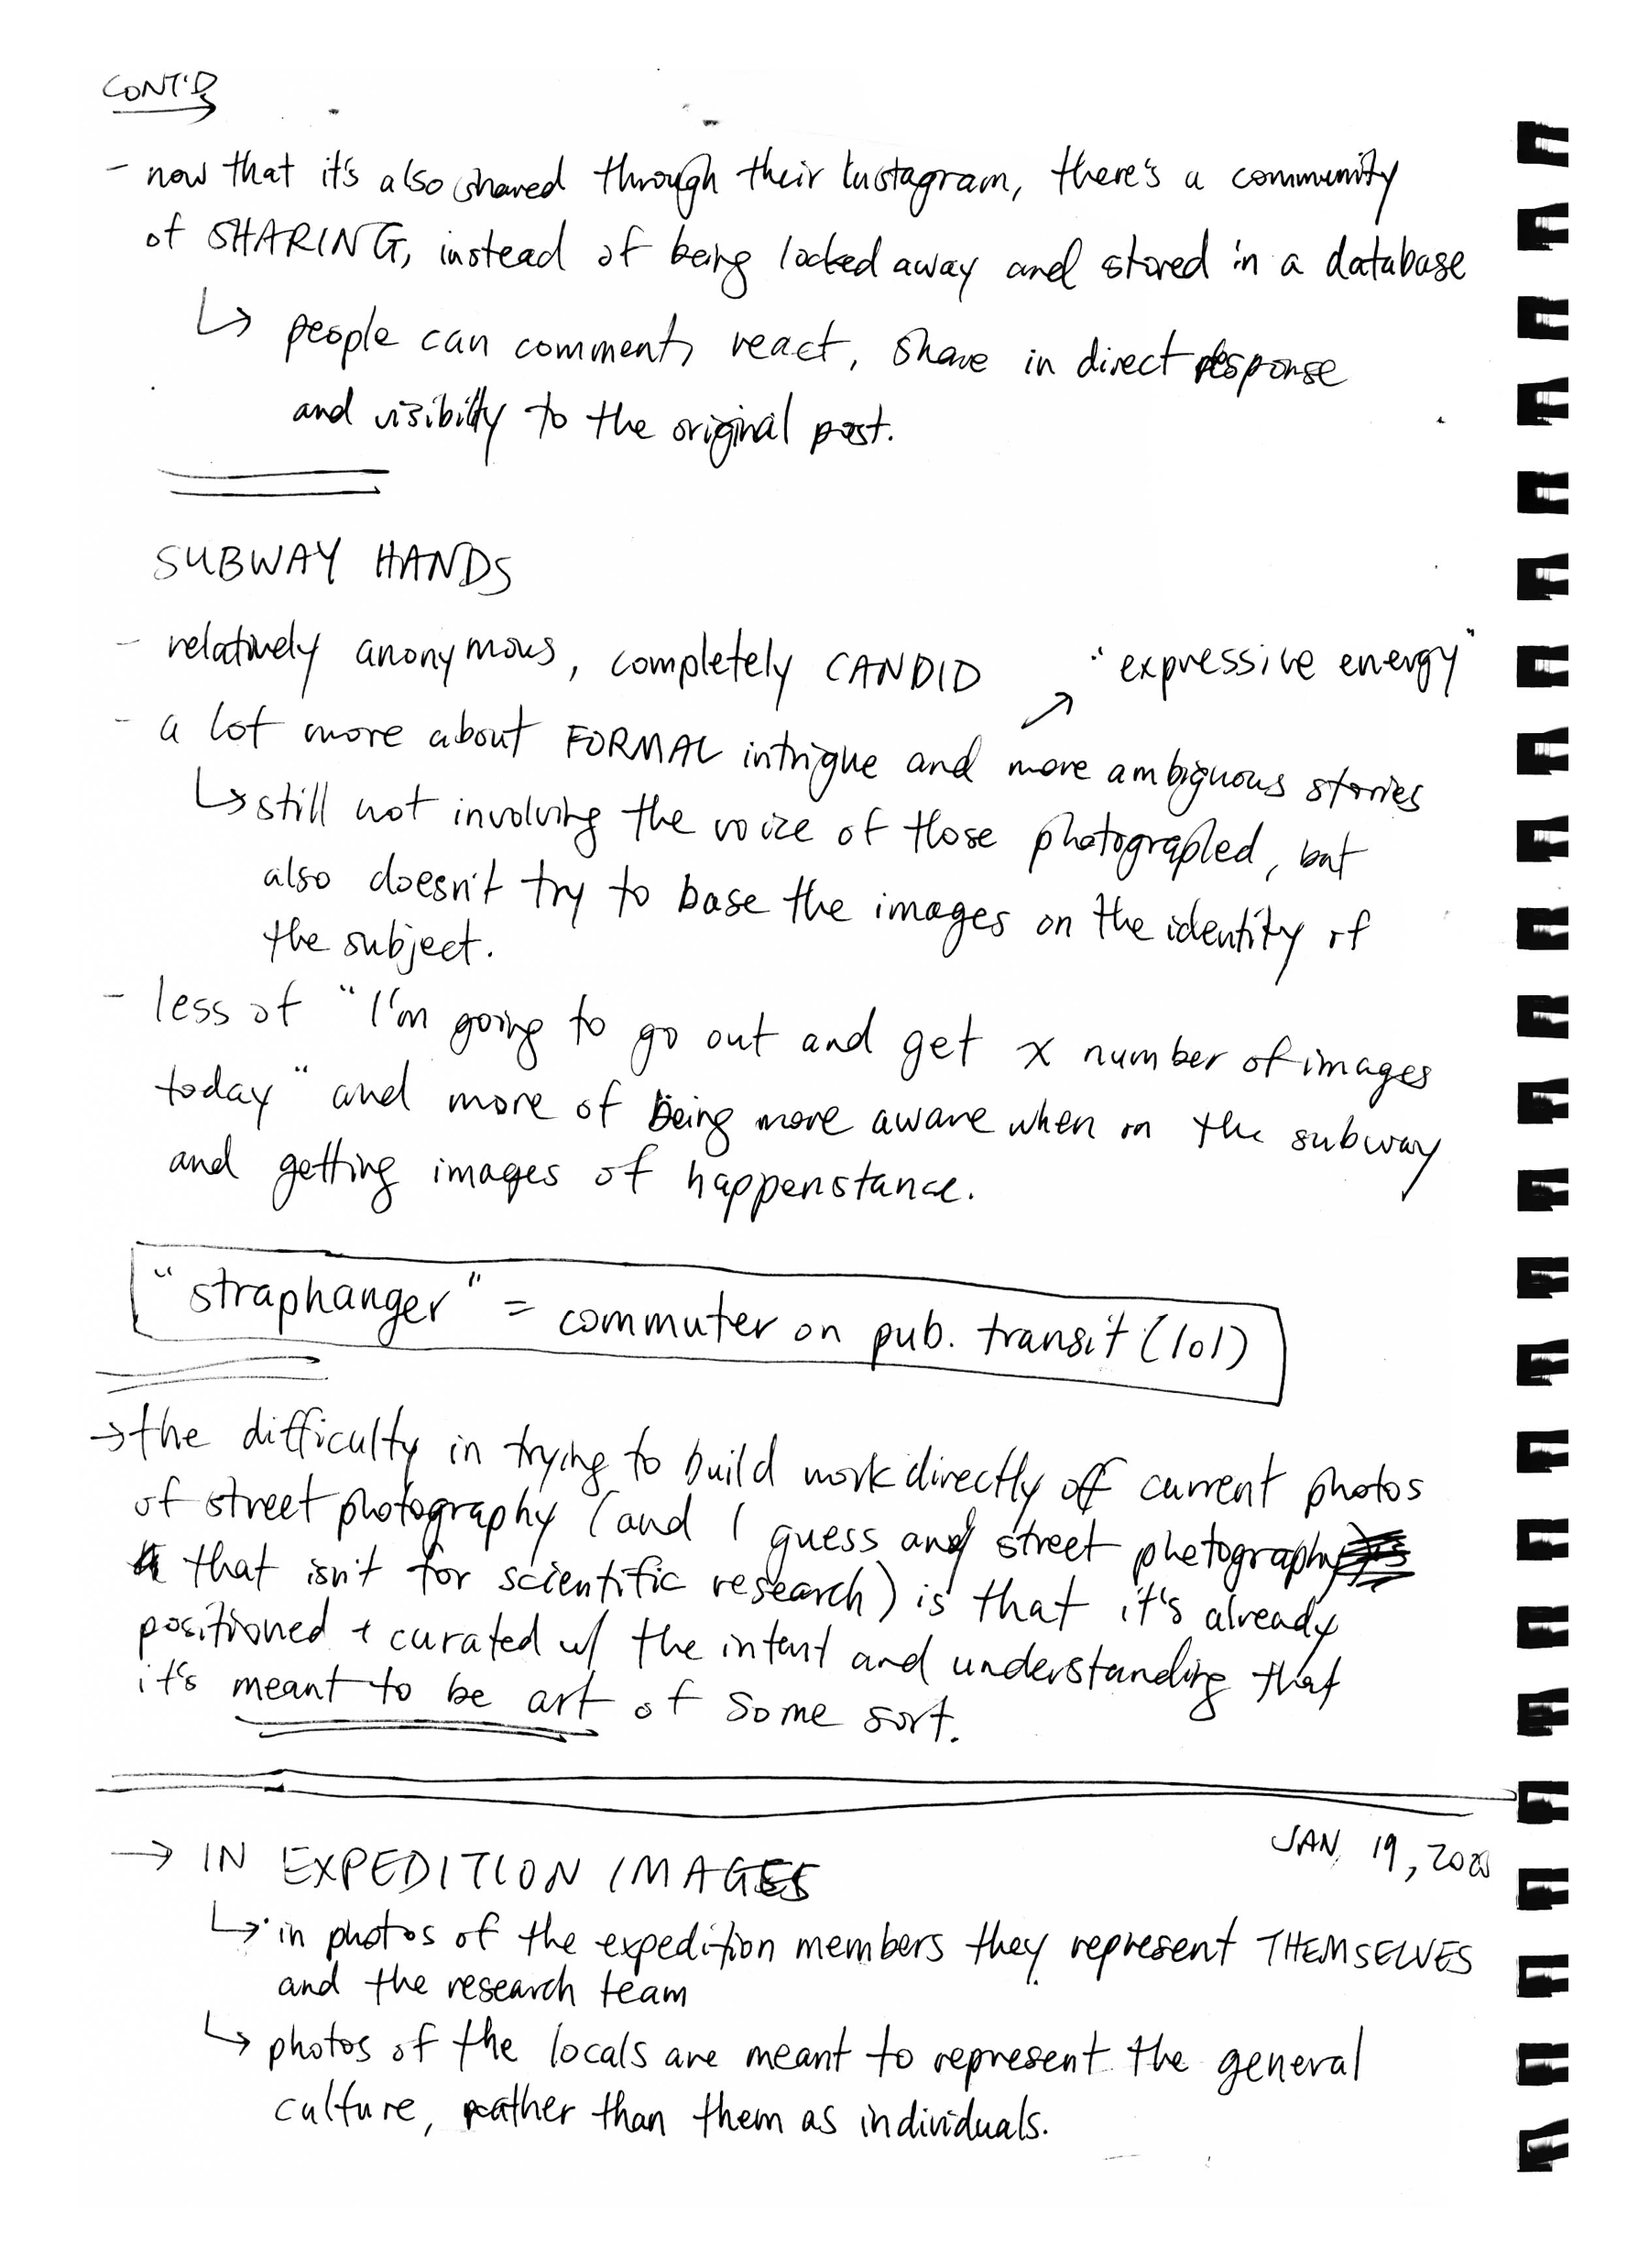 CONT'D
- now that it's also shared through their Instagram, there's a community
of SHARING, instead of being locked away and stored in a database
↳ people can comment, react, share in direct response
and visibility to the original post.
SUBWAY HANDS
- relatively anonymous, completely CANDID
"expressive energy"
- a lot more about FORMAL intrigue and more ambiguous stories
↳ still not involving the voice of those photographed, but
also doesn't try to base the images on the identity of
the subject.
- less of "I'm going to go out and get x number of images
today" and more of being more aware when on the subway
and getting images of happenstance.
"straphanger" = commuter on pub. transit (lol)
→ the difficulty in trying to build work directly off current photos
of street photography (and I guess any street photography
that isn't for scientific research) is that it's already
positioned + curated w/ the intent and understanding that
it's meant to be art of some sort.
JAN 19,
→ IN EXPEDITION IMAGES
↳ in photos of the expedition members they represent THEMSELVES
and the research team
↳ photos of the locals are meant to represent the general
culture, rather than them as individuals.